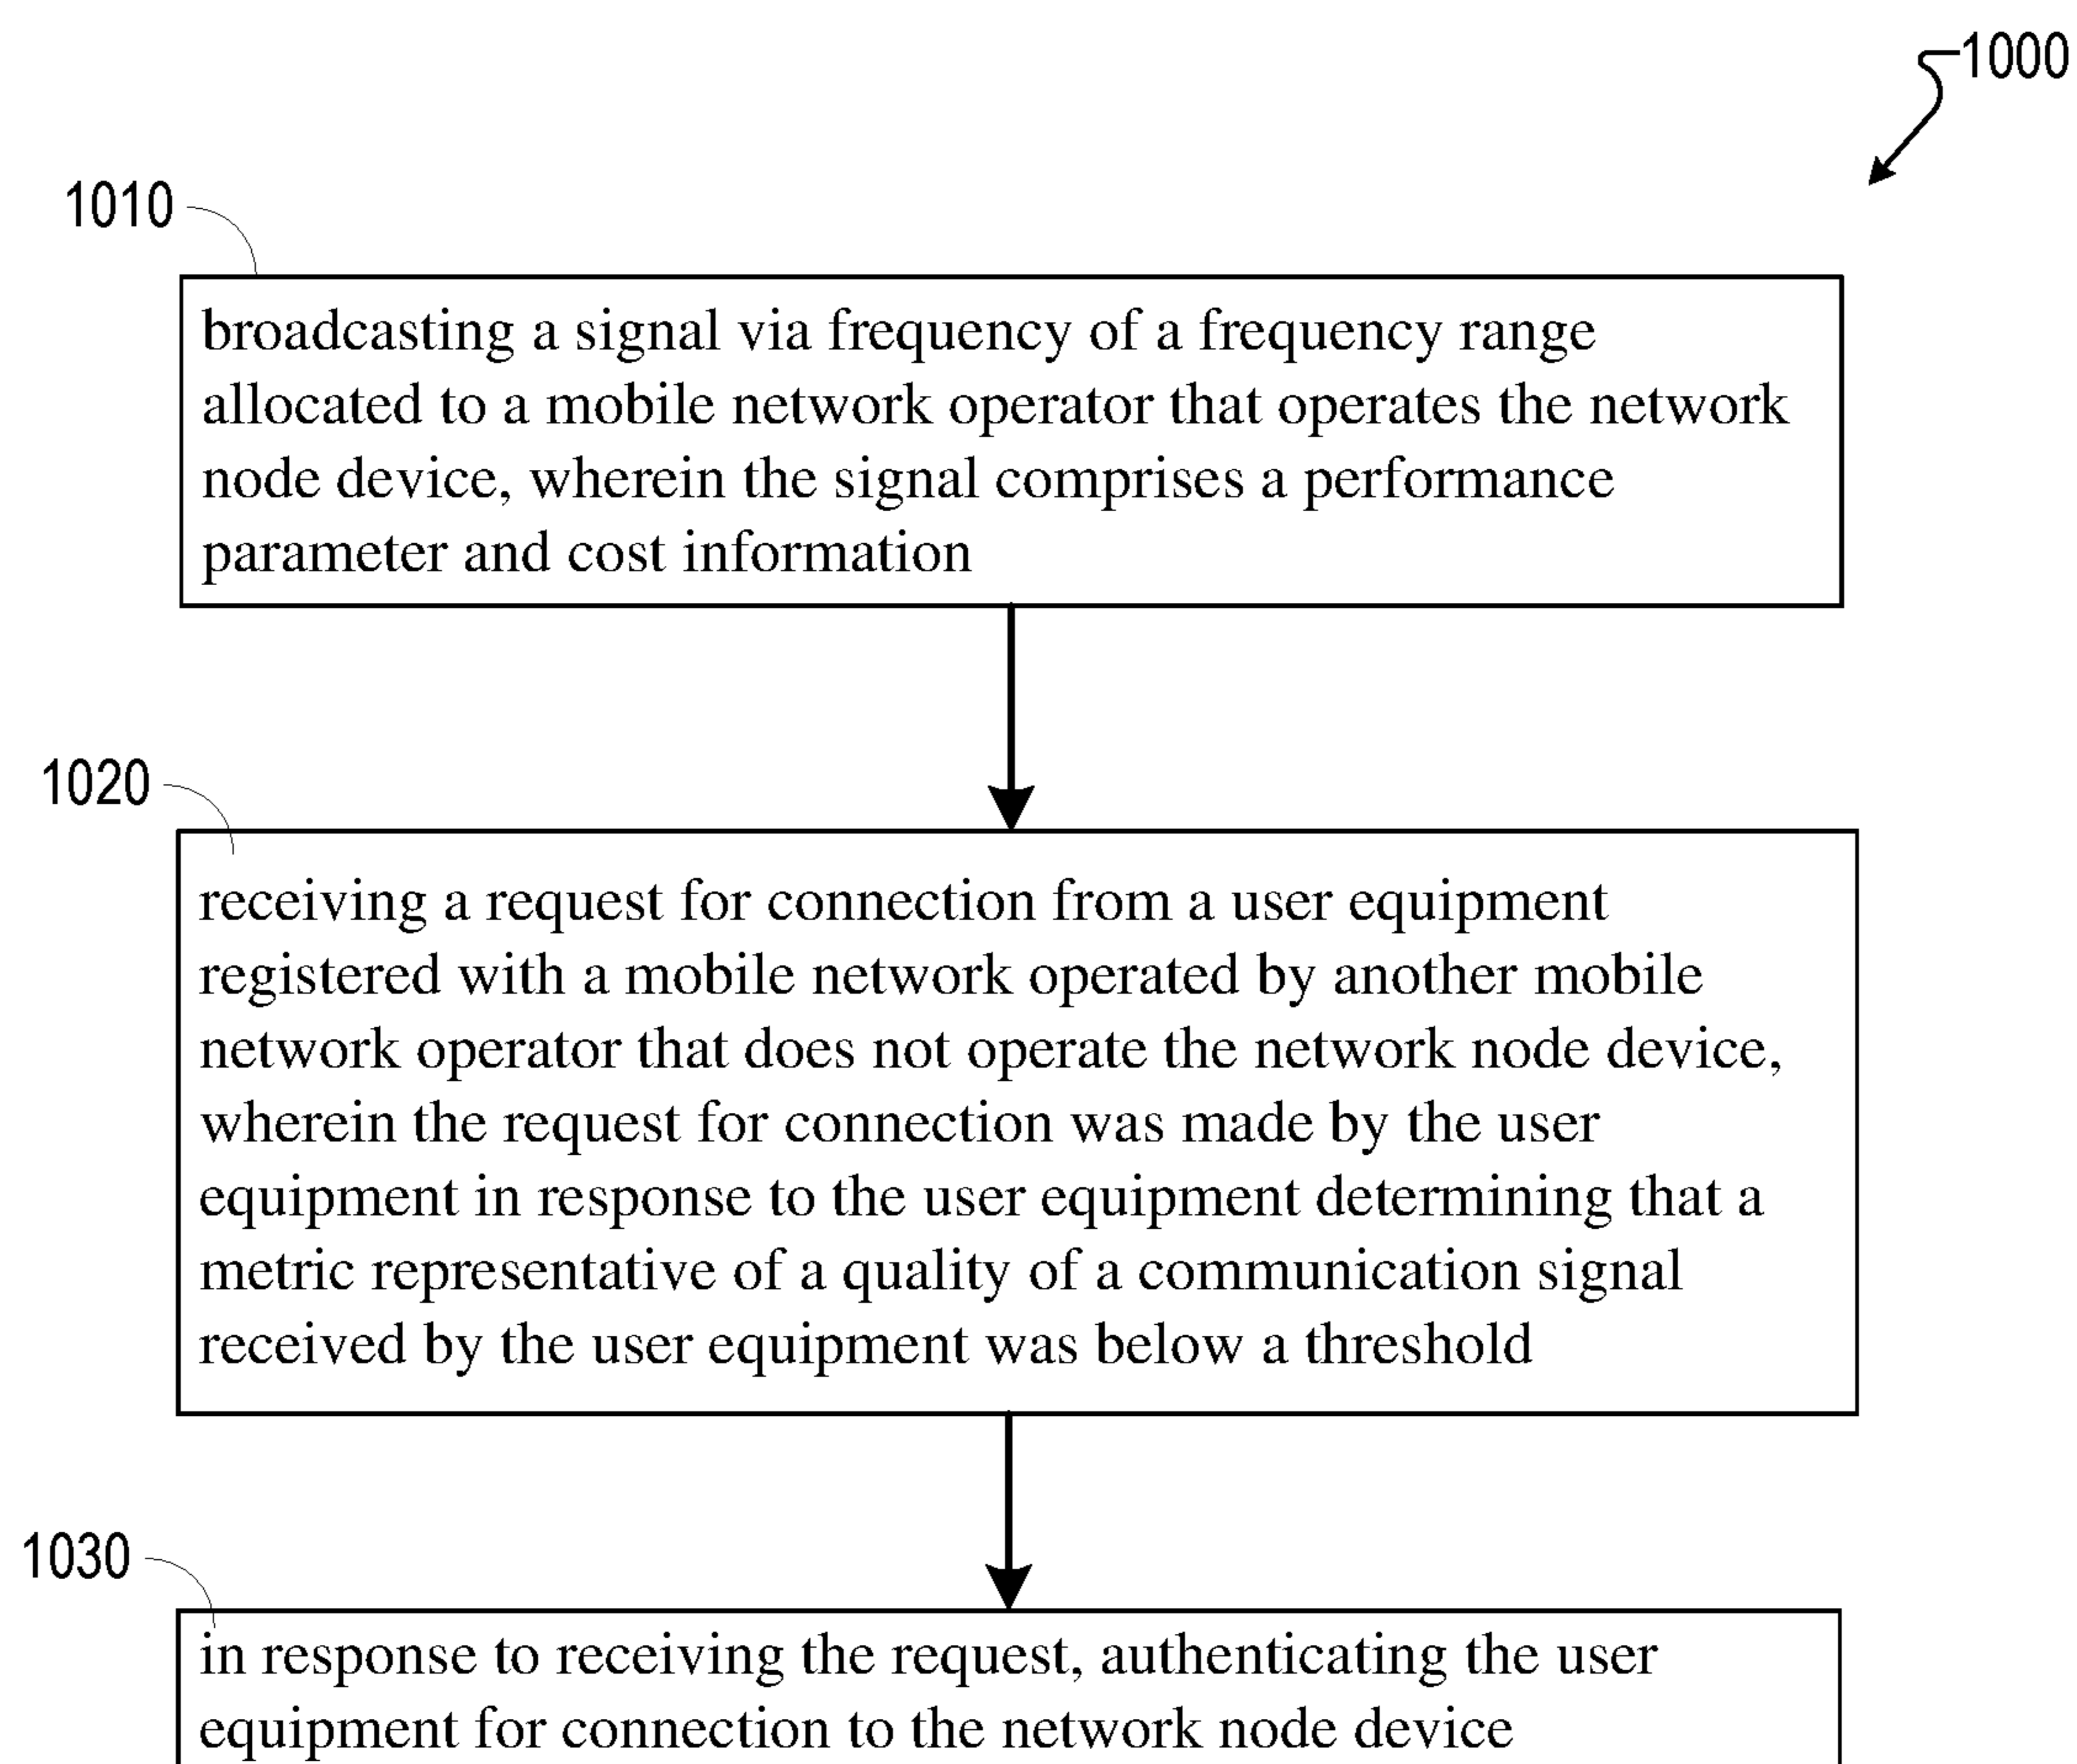 1000
1010
broadcasting a signal via frequency of a frequency range
allocated to a mobile network operator that operates the network
node device, wherein the signal comprises a performance
parameter and cost information
1020
receiving a request for connection from a user equipment
registered with a mobile network operated by another mobile
network operator that does not operate the network node device,
wherein the request for connection was made by the user
equipment in response to the user equipment determining that a
metric representative of a quality of a communication signal
received by the user equipment was below a threshold
1030
in response to receiving the request, authenticating the user
equipment for connection to the network node device